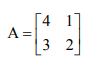 A = [4 1
3 2]